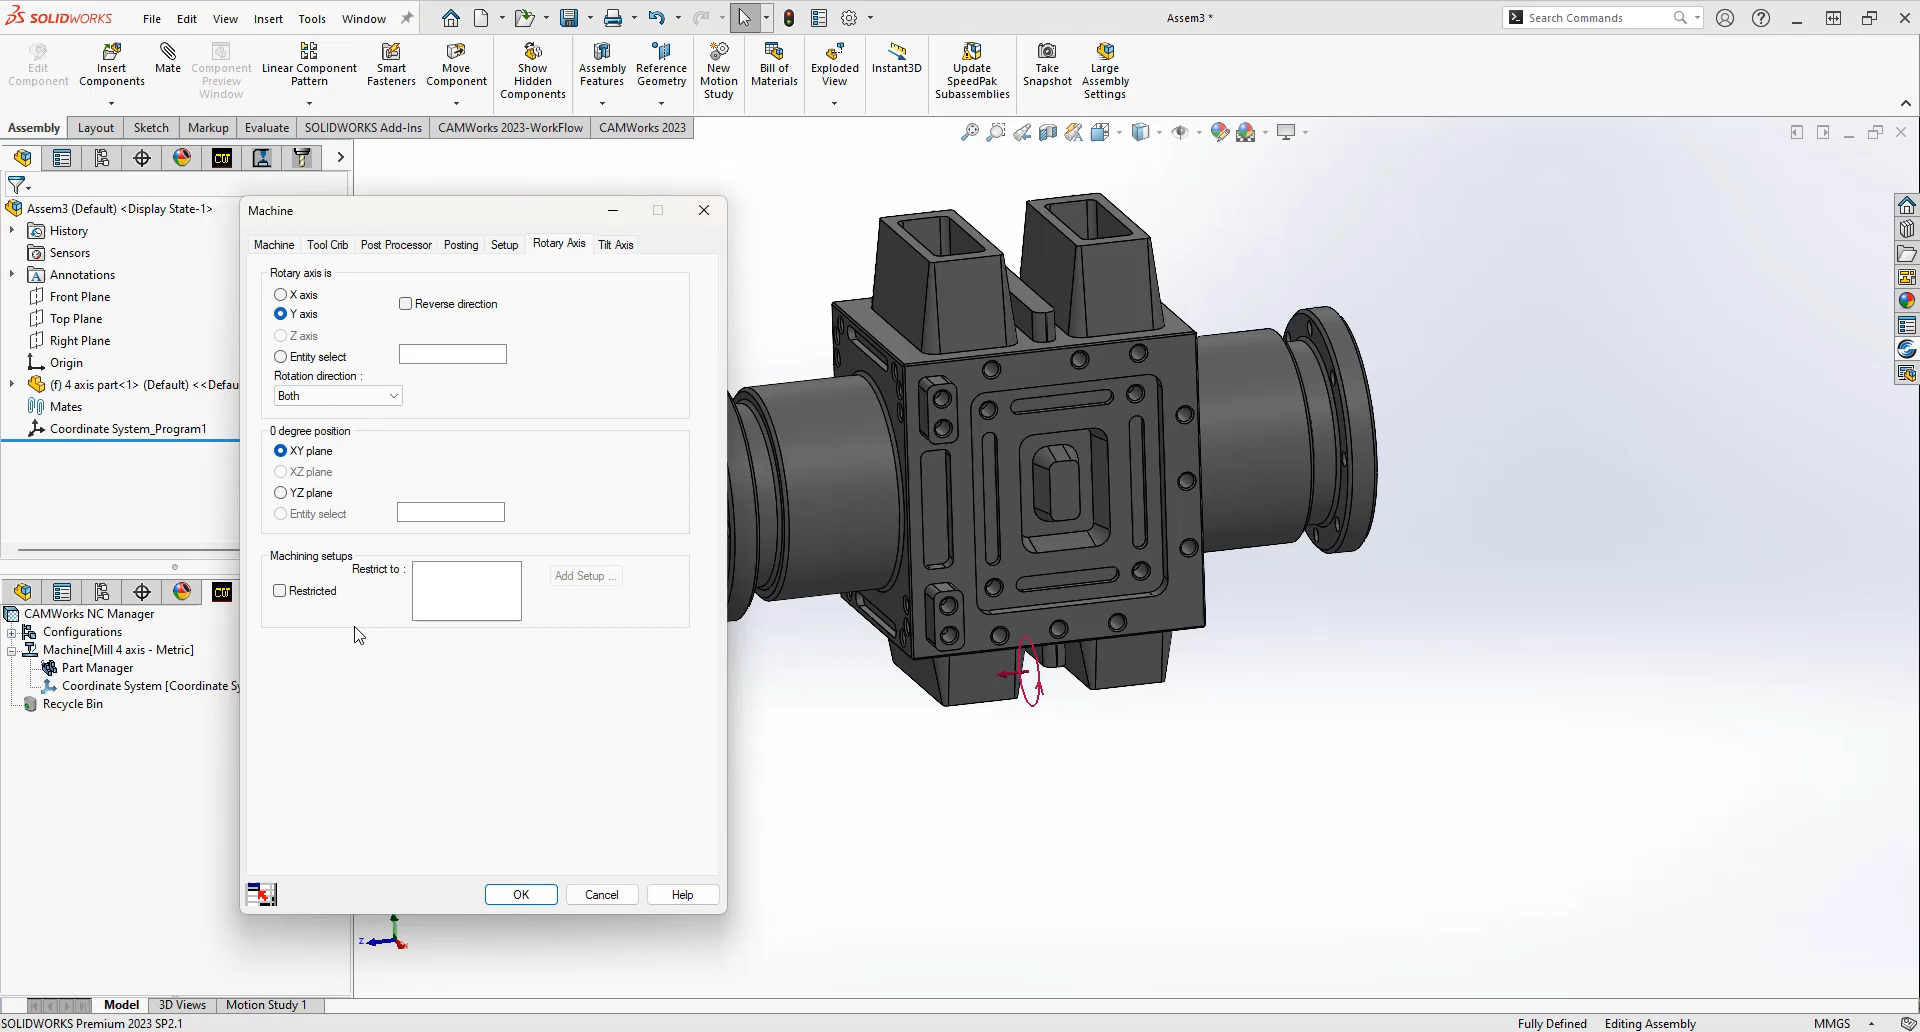 SOLIDWORKS File Edit View Insert Tools Window
Assem3 *
Search Commands
Edit Component
Insert Components
Mate
Component Preview Window
Linear Component Pattern
Smart Fasteners
Move Component
Show Hidden Components
Assembly Features
Reference Geometry
New Motion Study
Bill of Materials
Exploded View
Instant3D
Update SpeedPak Subassemblies
Take Snapshot
Large Assembly Settings
Assembly Layout Sketch Markup Evaluate SOLIDWORKS Add-Ins CAMWorks 2023-WorkFlow CAMWorks 2023
Assem3 (Default) <Display State-1>
History
Sensors
Annotations
Front Plane
Top Plane
Right Plane
Origin
(f) 4 axis part<1> (Default) <<Defau
Mates
Coordinate System_Program1
CAMWorks NC Manager
Configurations
Machine[Mill 4 axis - Metric]
Part Manager
Coordinate System [Coordinate Sy
Recycle Bin
Machine
Machine Tool Crib Post Processor Posting Setup Rotary Axis Tilt Axis
Rotary axis is
X axis
Reverse direction
Y axis
Z axis
Entity select
Rotation direction :
Both
0 degree position
XY plane
XZ plane
YZ plane
Entity select
Machining setups
Restrict to :
Add Setup ...
Restricted
OK Cancel Help
z
Model 3D Views Motion Study 1
SOLIDWORKS Premium 2023 SP2.1
Fully Defined Editing Assembly MMGS